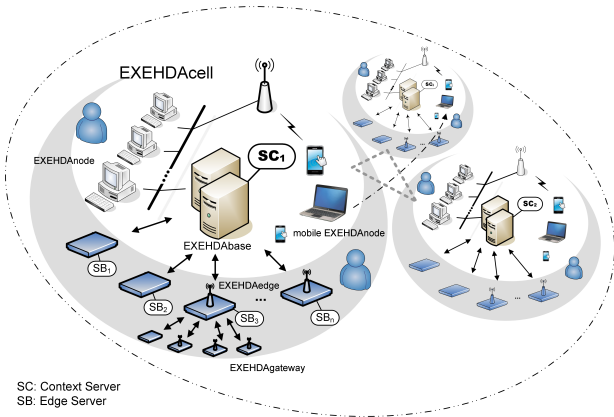 EXEHDAcell
EXEHDAnode
SC1
mobile EXEHDAnode
EXEHDAbase
SB1
SB2
EXEHDAedge
...
SB3
SBn
EXEHDAgateway
SC2
...
...
SC: Context Server
SB: Edge Server